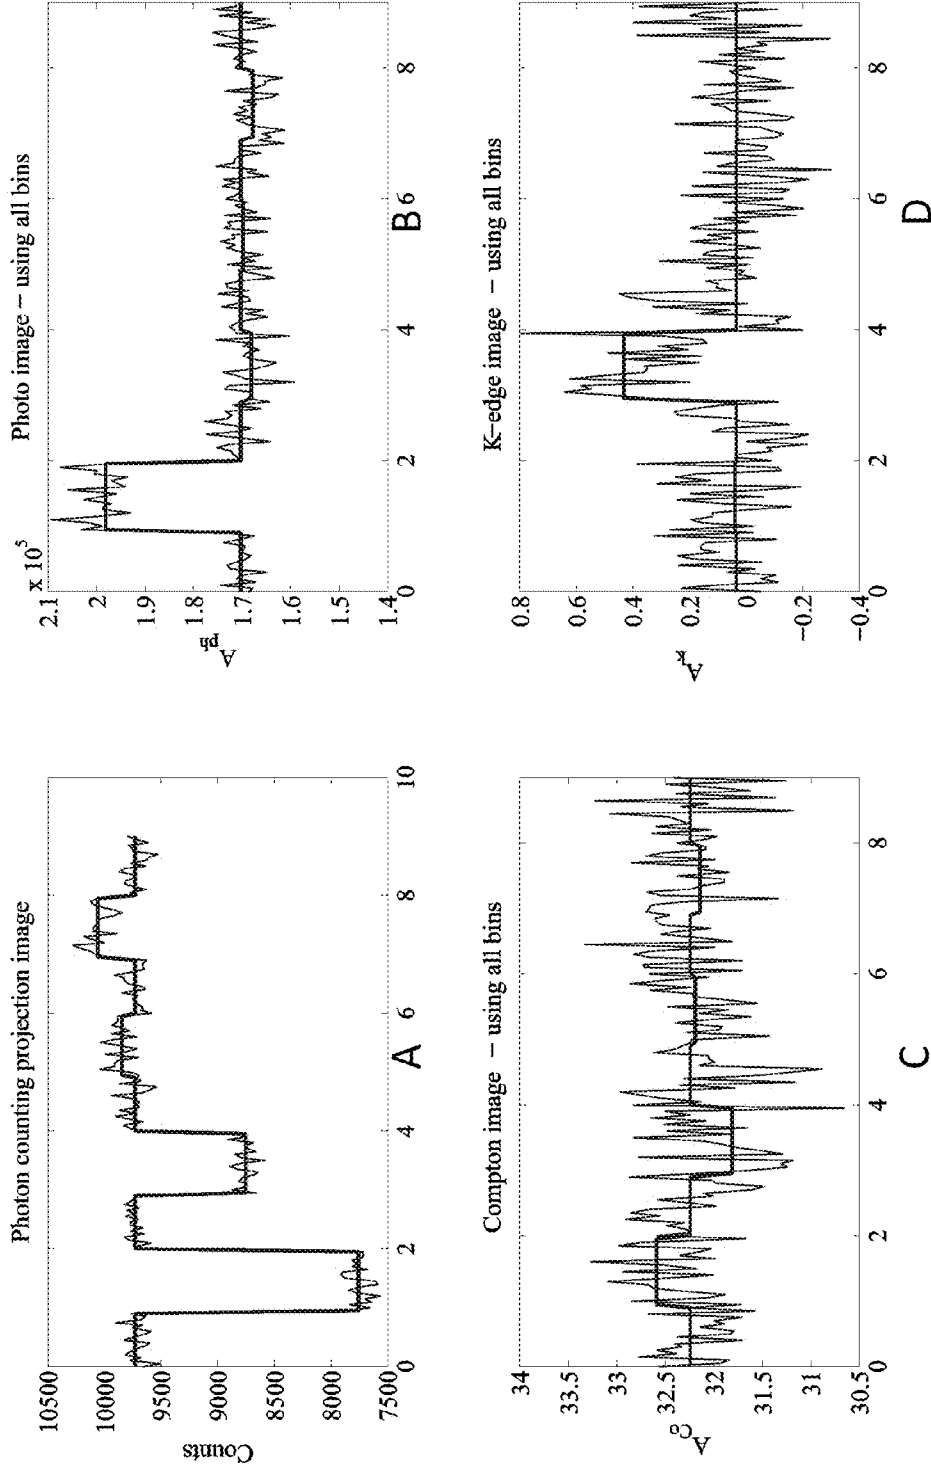 Photon counting projection image
10500
10000
9500
9000
8500
8000
7500
Counts
0 2 4 6 8 10
A
Photo image − using all bins
x 10^5
2.1
2
1.9
1.8
1.7
1.6
1.5
1.4
A_ph
0 2 4 6 8
B
Compton image − using all bins
34
33.5
33
32.5
32
31.5
31
30.5
A_Co
0 2 4 6 8
C
K−edge image − using all bins
0.8
0.6
0.4
0.2
0
−0.2
−0.4
A_k
0 2 4 6 8
D